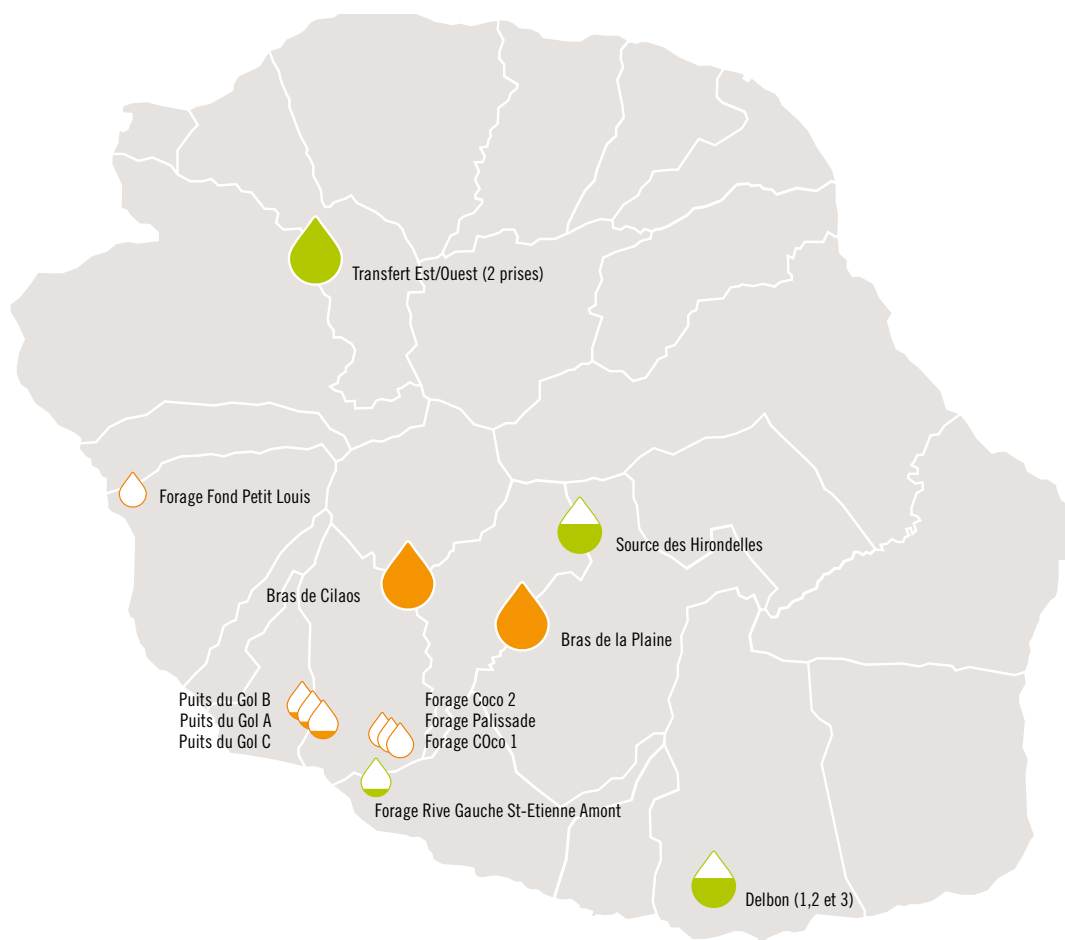 Transfert Est/Ouest (2 prises)
Forage Fond Petit Louis
Source des Hirondelles
Bras de Cilaos
Bras de la Plaine
Puits du Gol B
Puits du Gol A
Puits du Gol C
Forage Coco 2
Forage Palissade
Forage COco 1
Forage Rive Gauche St-Etienne Amont
Delbon (1,2 et 3)